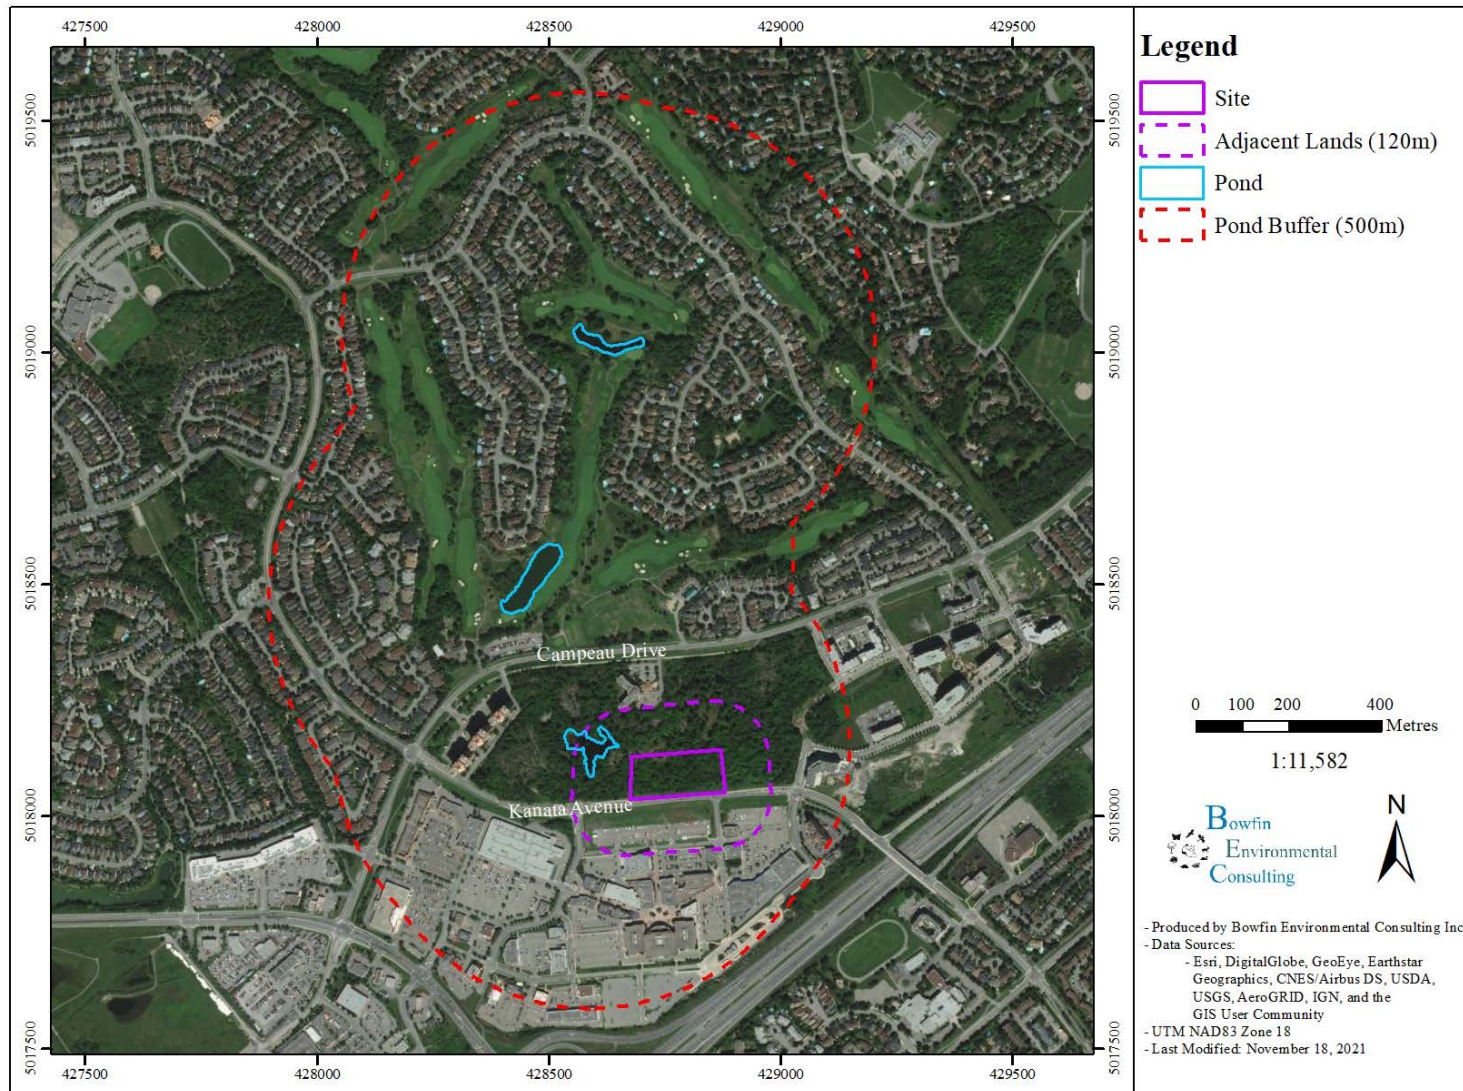 427500 428000 428500 429000 429500
5019500
5019000
5018500
5018000
5017500
5019500
5019000
5018500
5018000
5017500
Campeau Drive
Kanata Avenue
427500 428000 428500 429000 429500
Legend
Site
Adjacent Lands (120m)
Pond
Pond Buffer (500m)
0 100 200 400
Metres
1:11,582
Bowfin
Environmental
Consulting
N
- Produced by Bowfin Environmental Consulting Inc
- Data Sources:
- Esri, DigitalGlobe, GeoEye, Earthstar
Geographics, CNES/Airbus DS, USDA,
USGS, AeroGRID, IGN, and the
GIS User Community
- UTM NAD83 Zone 18
- Last Modified: November 18, 2021